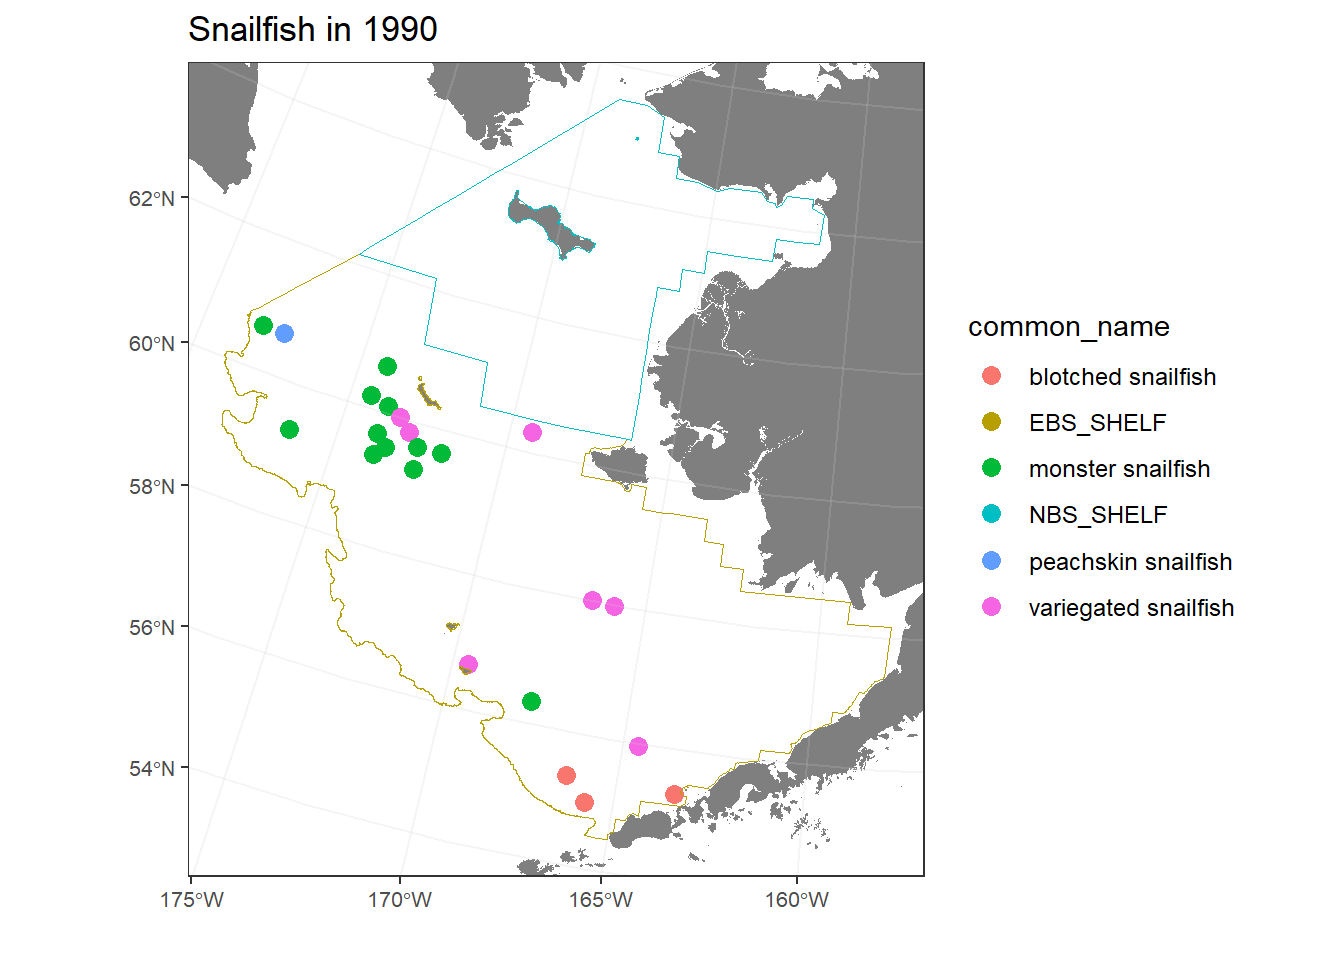 Snailfish in 1990
62°N
60°N
58°N
56°N
54°N
175°W
170°W
165°W
160°W
common_name
blotched snailfish
EBS_SHELF
monster snailfish
NBS_SHELF
peachskin snailfish
variegated snailfish